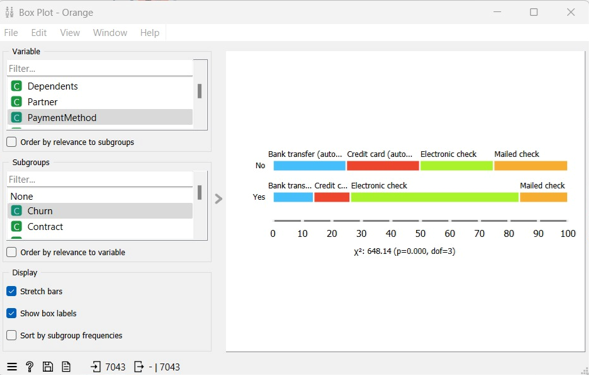 Box Plot - Orange
File Edit View Window Help
Variable
Filter...
Dependents
Partner
PaymentMethod
Order by relevance to subgroups
Subgroups
Filter...
None
Churn
Contract
Order by relevance to variable
Display
Stretch bars
Show box labels
Sort by subgroup frequencies
7043 - | 7043
Bank transfer (auto... Credit card (auto... Electronic check Mailed check
No
Bank trans... Credit c... Electronic check Mailed check
Yes
0 10 20 30 40 50 60 70 80 90 100
χ²: 648.14 (p=0.000, dof=3)